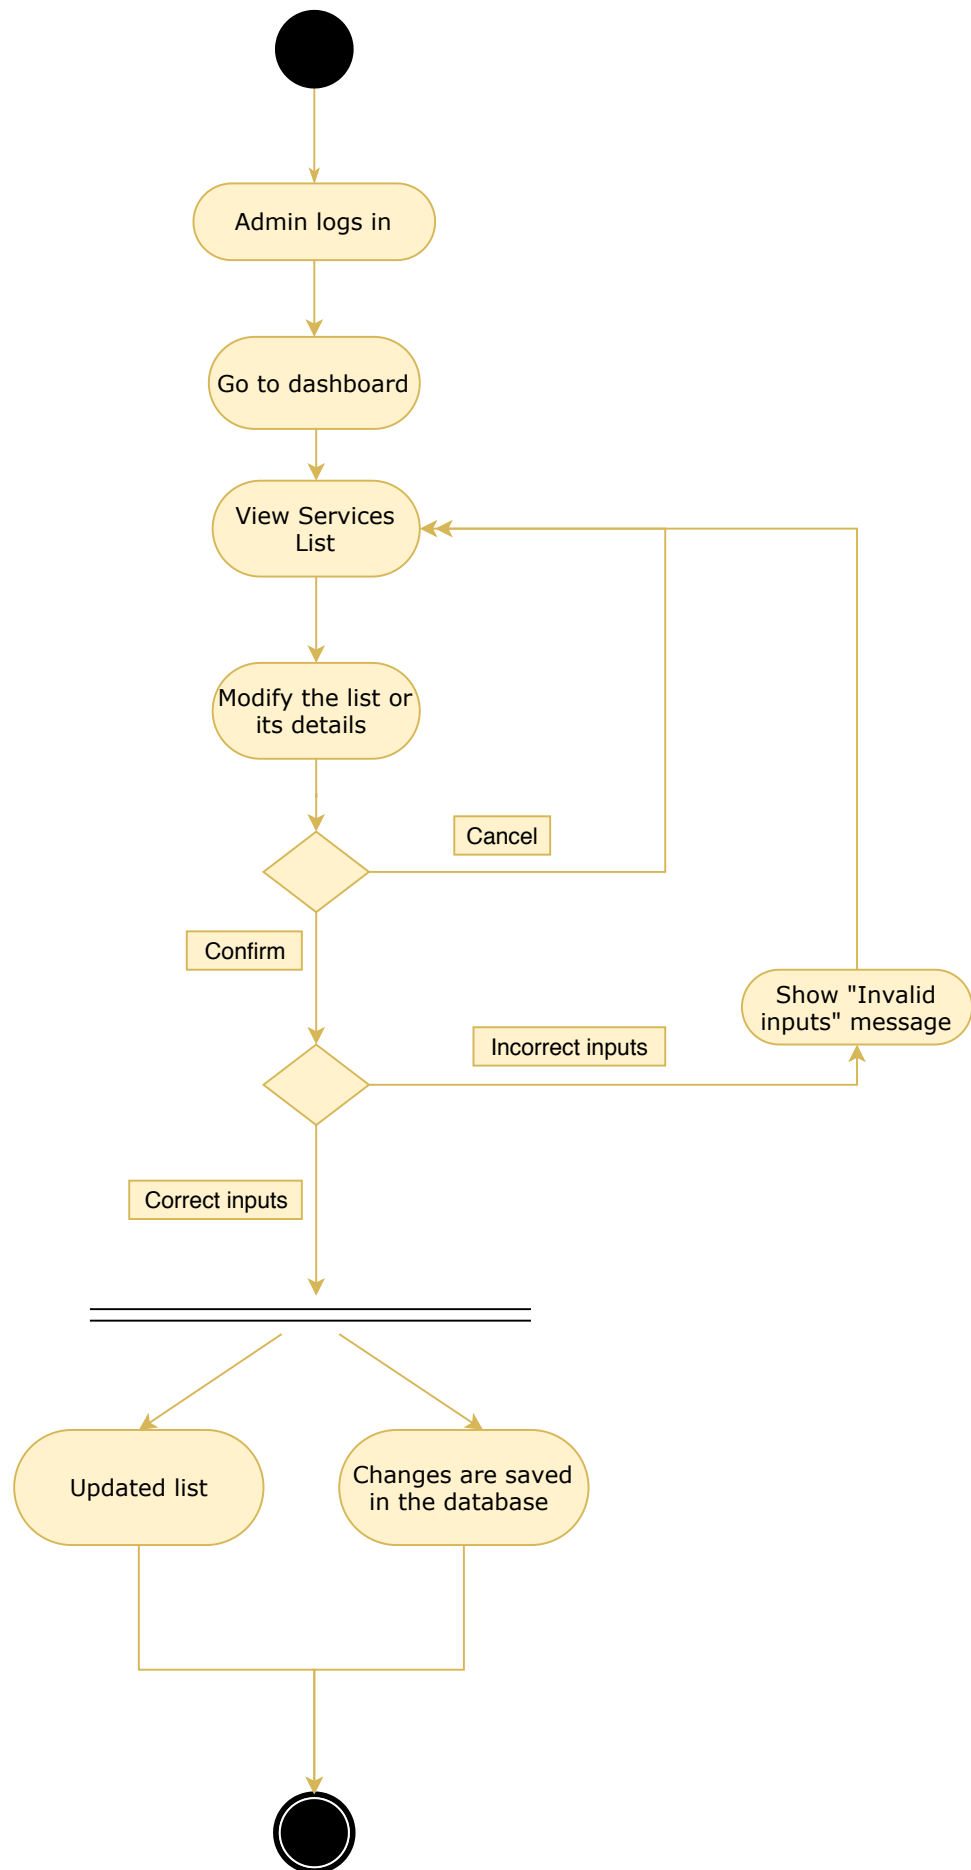 Admin logs in
Go to dashboard
View Services
List
Modify the list or
its details
Cancel
Confirm
Show "Invalid
inputs" message
Incorrect inputs
Correct inputs
Updated list
Changes are saved
in the database